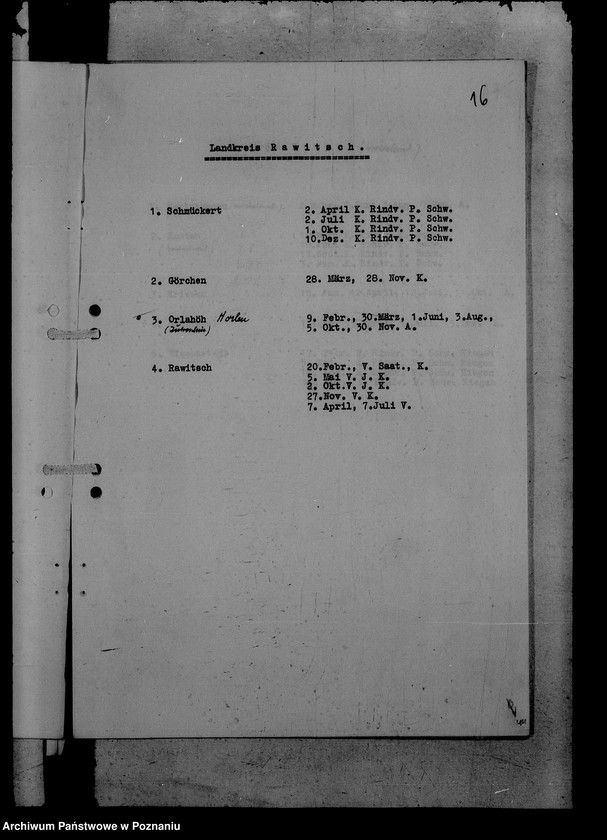 16
Landkreis R a w i t s c h .
1. Schmückert 2. April K. Rindv. P. Schw.
2. Juli K. Rindv. P. Schw.
1. Okt. K. Rindv. P. Schw.
10.Dez. K. Rindv. P. Schw.
2. Görchen 28. März, 28. Nov. K.
3. Orlahöh 9. Febr., 30.März, 1.Juni, 3.Aug.,
(Jutroschin) 5. Okt., 30. Nov. A.
4. Rawitsch 20.Febr., V. Saat., K.
5. Mai V. J. K.
2. Okt.V. J. K.
27.Nov. V. K.
7. April, 7.Juli V.
Archiwum Państwowe w Poznaniu